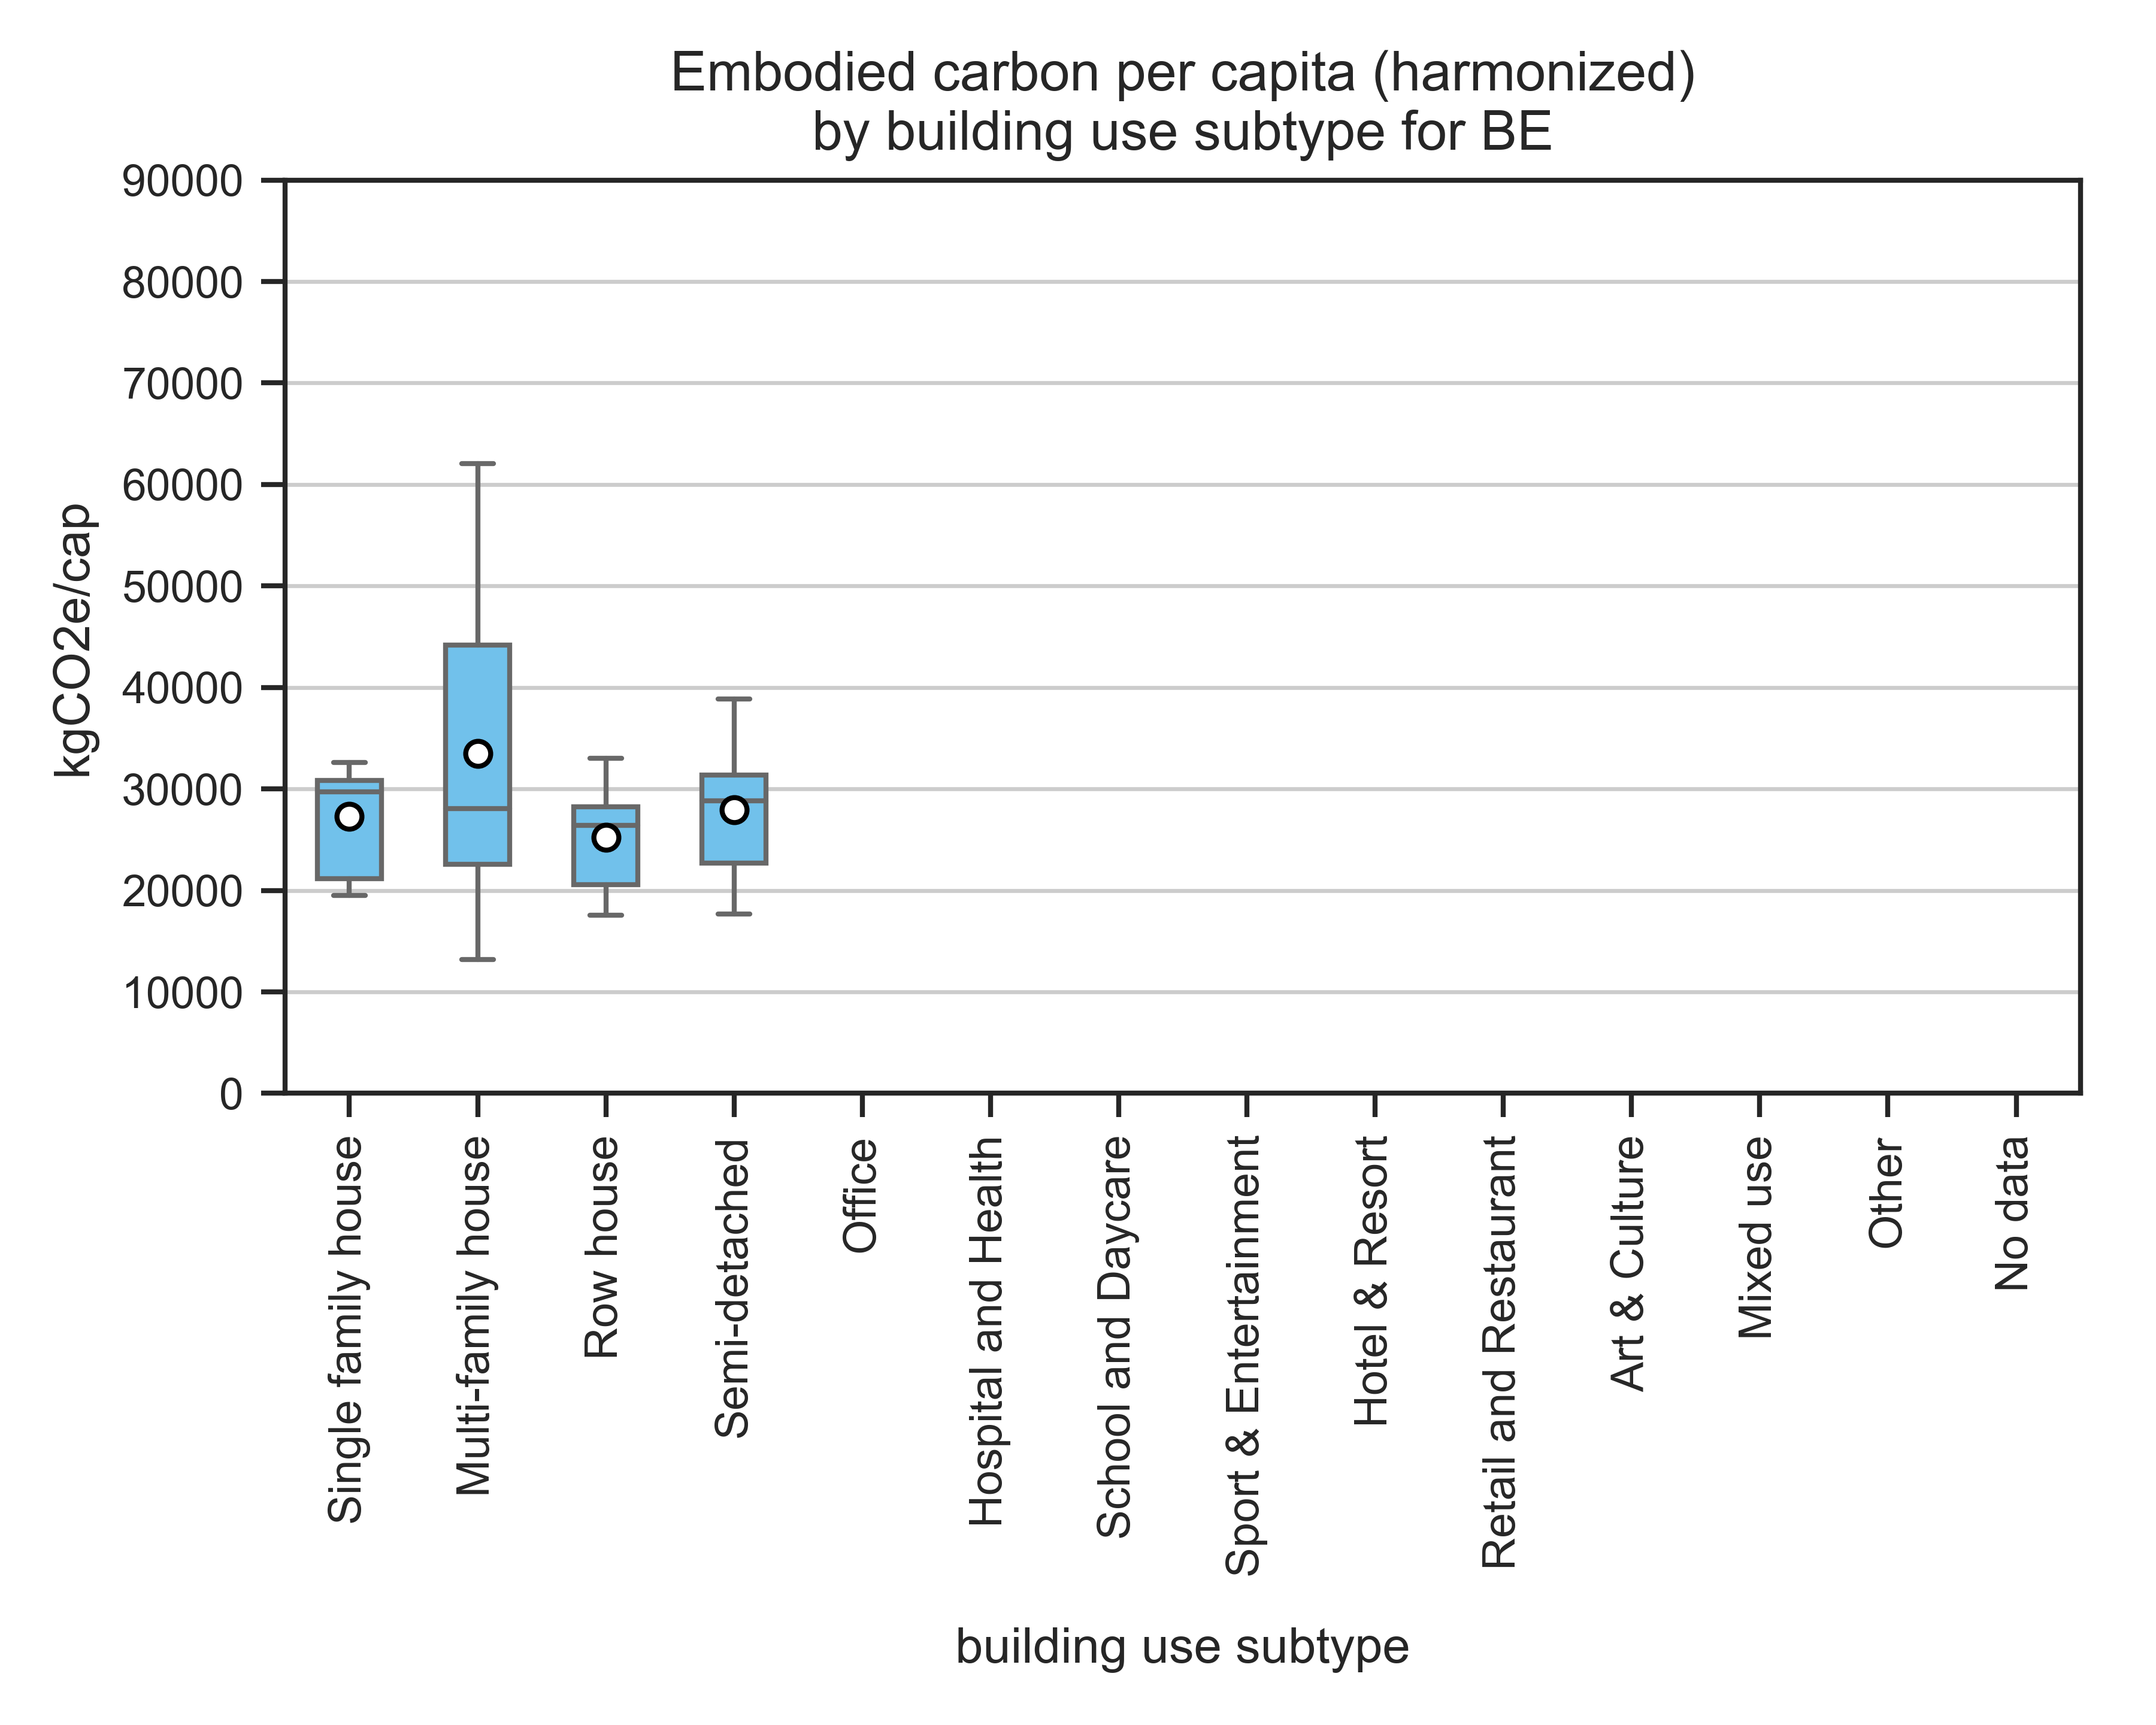 Embodied carbon per capita (harmonized)
by building use subtype for BE
kgCO2e/cap
90000
80000
70000
60000
50000
40000
30000
20000
10000
0
Single family house
Multi-family house
Row house
Semi-detached
Office
Hospital and Health
School and Daycare
Sport & Entertainment
Hotel & Resort
Retail and Restaurant
Art & Culture
Mixed use
Other
No data
building use subtype